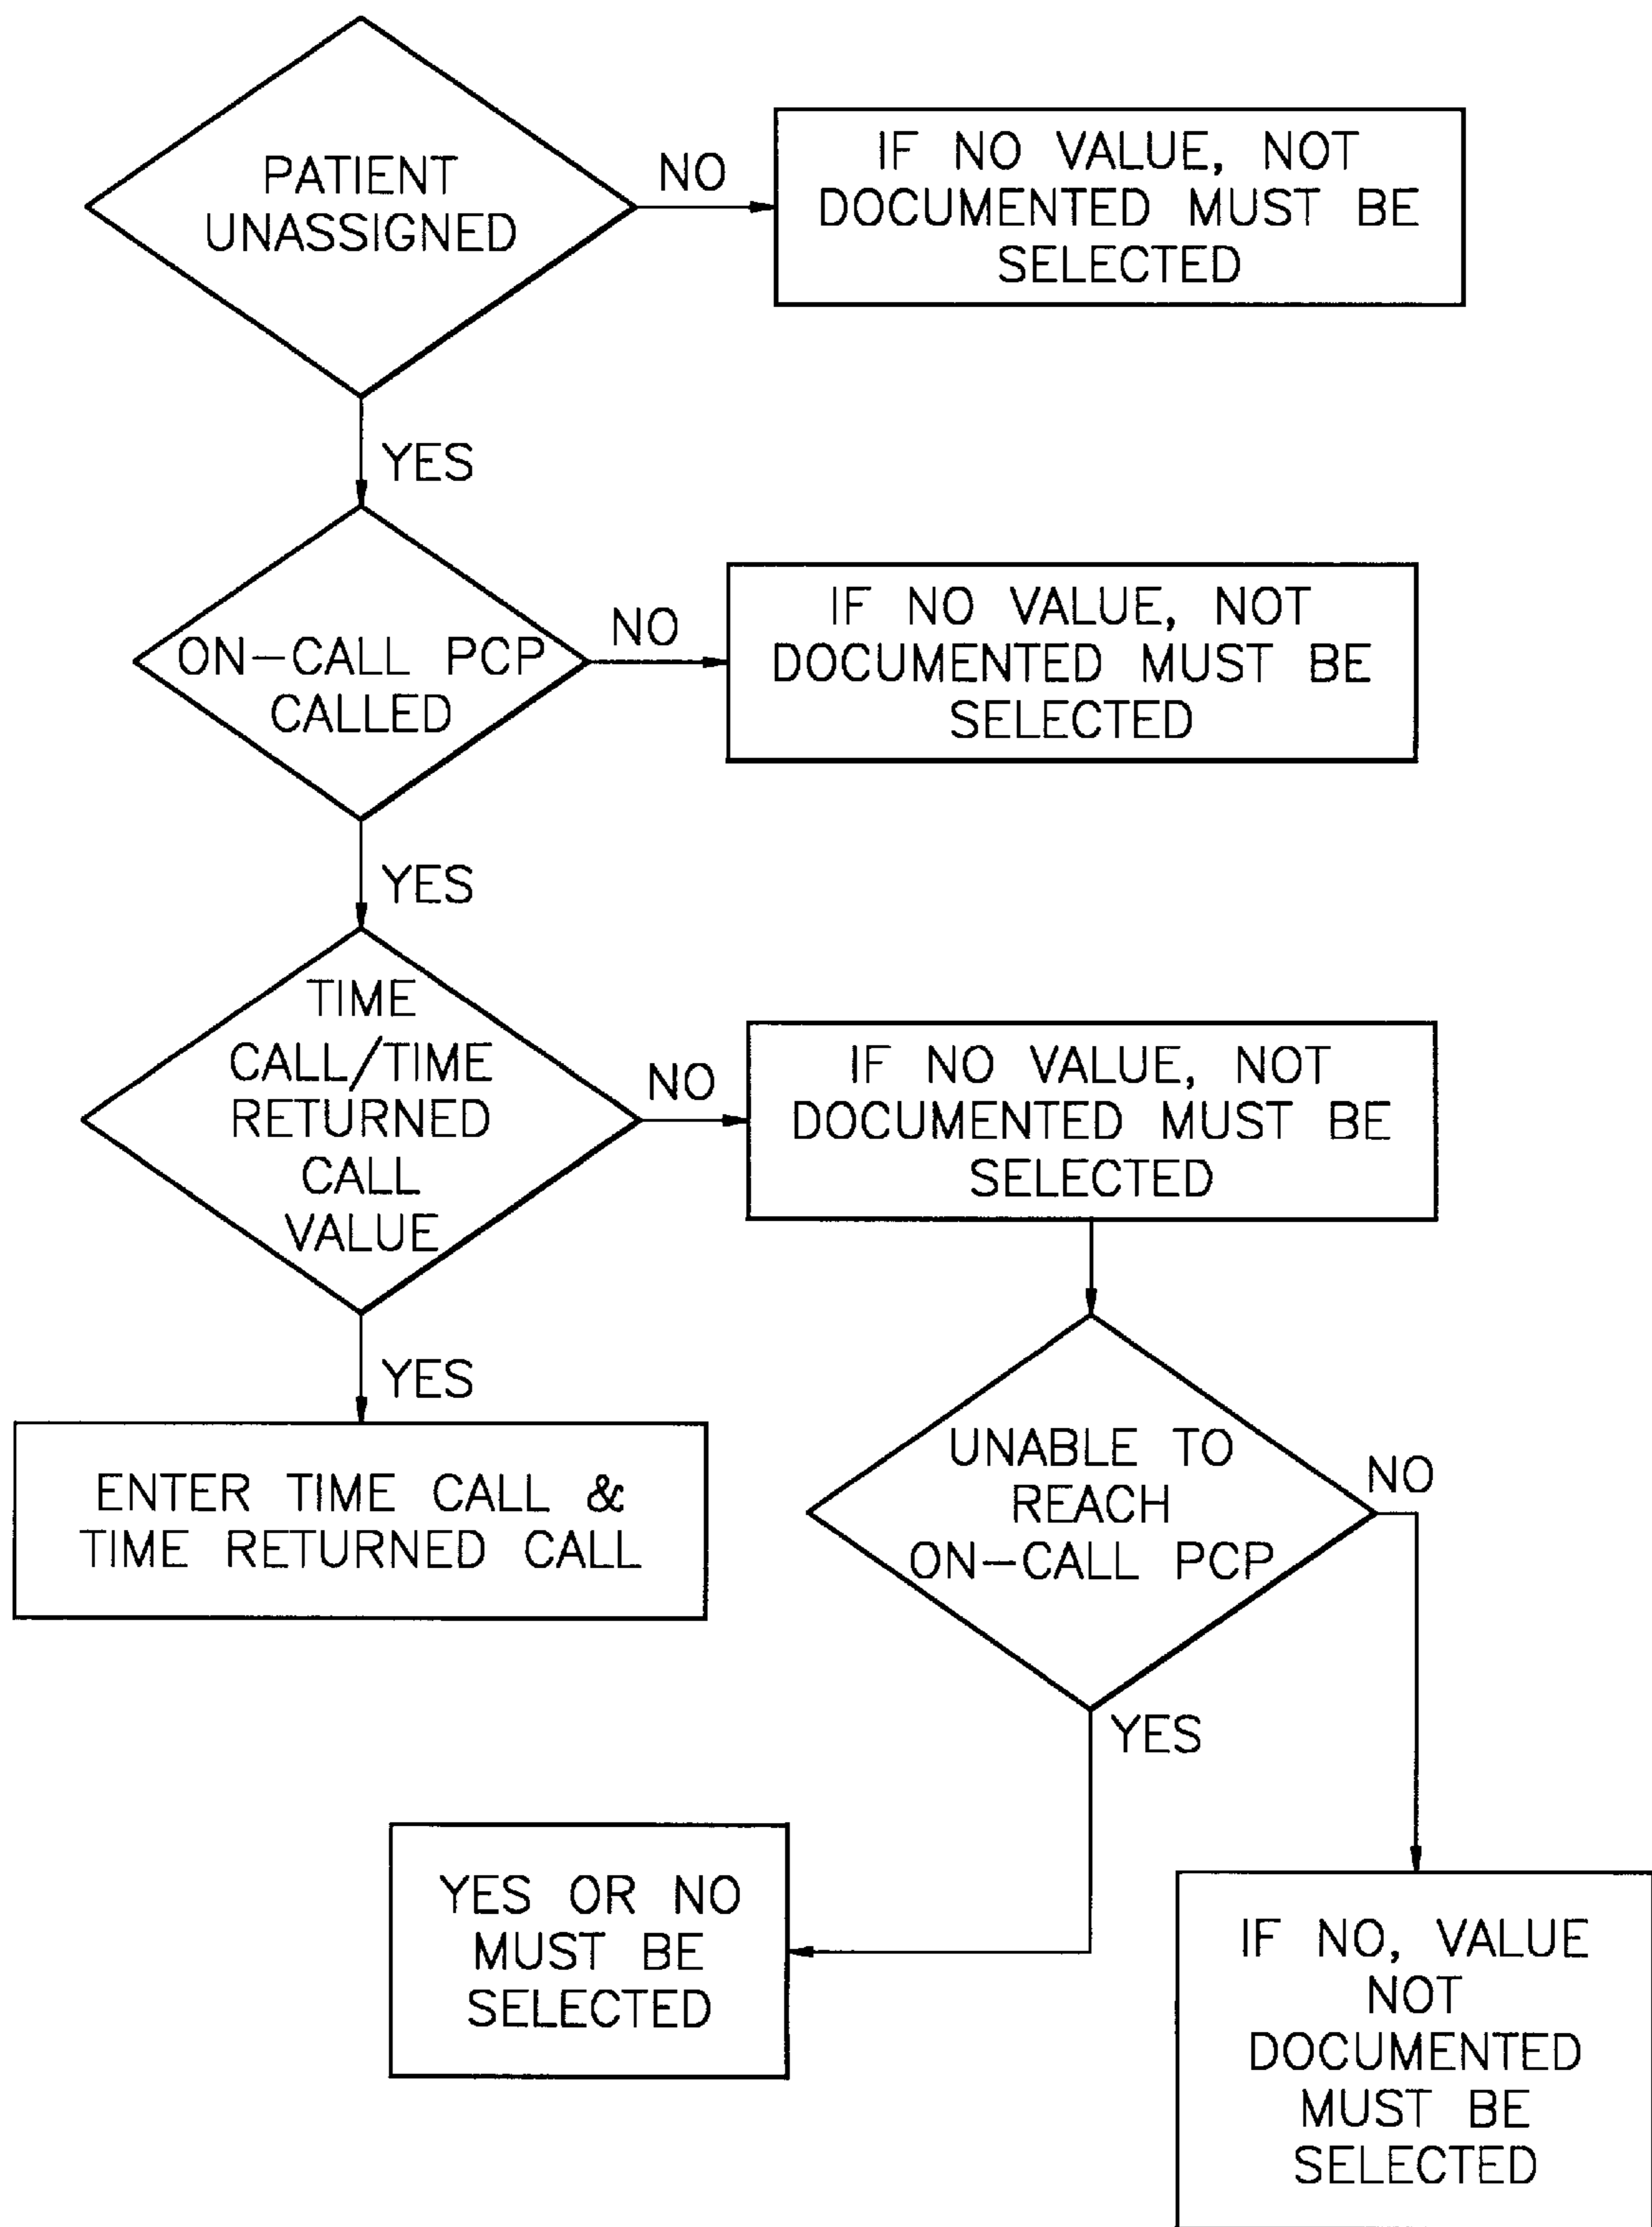 PATIENT
UNASSIGNED
NO
IF NO VALUE, NOT
DOCUMENTED MUST BE
SELECTED
YES
ON-CALL PCP
CALLED
NO
IF NO VALUE, NOT
DOCUMENTED MUST BE
SELECTED
YES
TIME
CALL/TIME
RETURNED
CALL
VALUE
NO
IF NO VALUE, NOT
DOCUMENTED MUST BE
SELECTED
YES
ENTER TIME CALL &
TIME RETURNED CALL
UNABLE TO
REACH
ON-CALL PCP
NO
YES
YES OR NO
MUST BE
SELECTED
IF NO, VALUE
NOT
DOCUMENTED
MUST BE
SELECTED